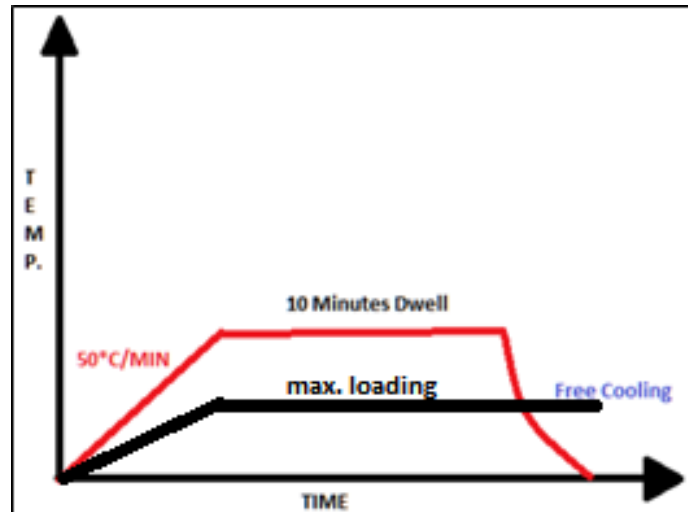 T
E
M
P.
10 Minutes Dwell
50*C/MIN
max. loading
Free Cooling
TIME